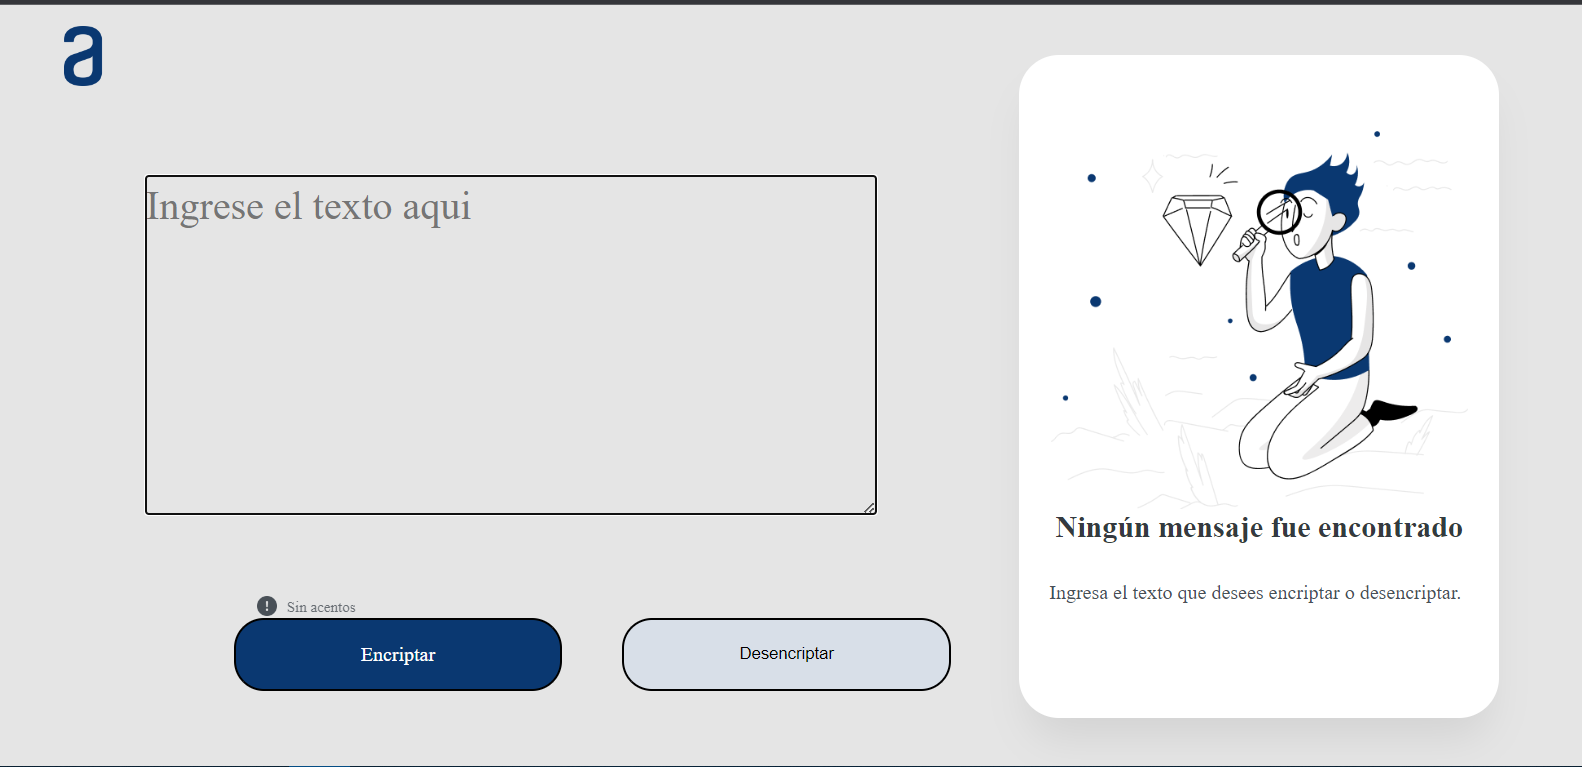 a
Ingrese el texto aqui
Sin acentos
Encriptar
Desencriptar
Ningún mensaje fue encontrado
Ingresa el texto que desees encriptar o desencriptar.